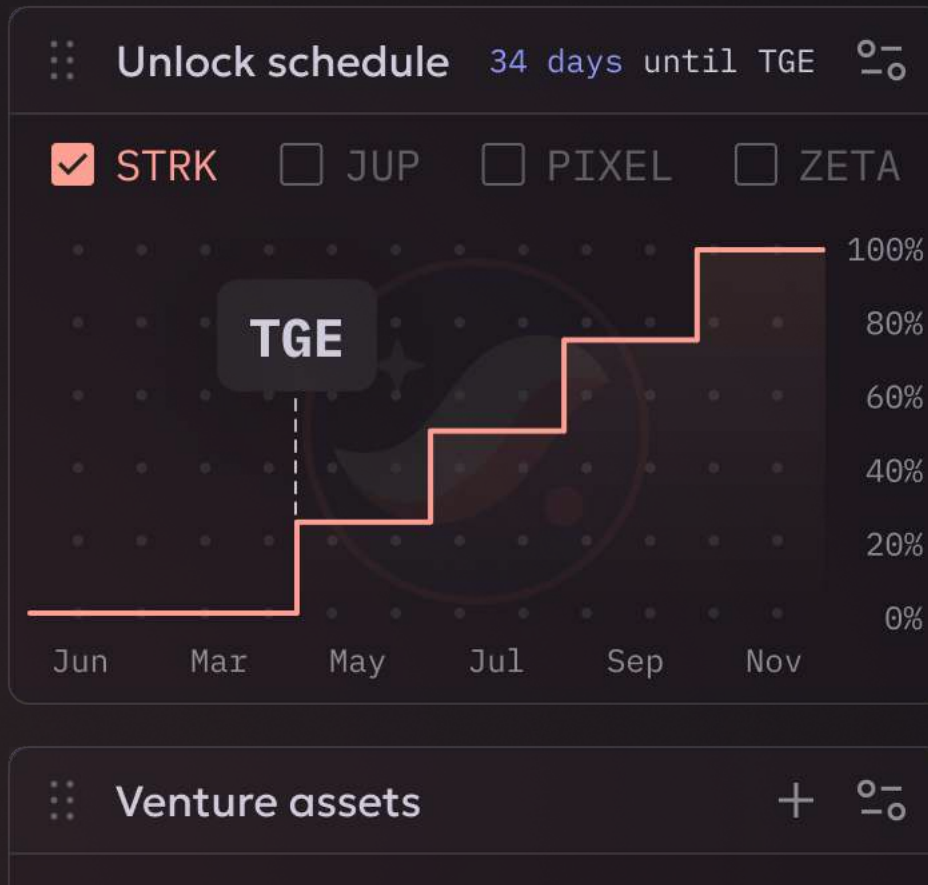 Unlock schedule 34 days until TGE
STRK JUP PIXEL ZETA
100%
TGE
80%
60%
40%
20%
0%
Jun Mar May Jul Sep Nov
Venture assets